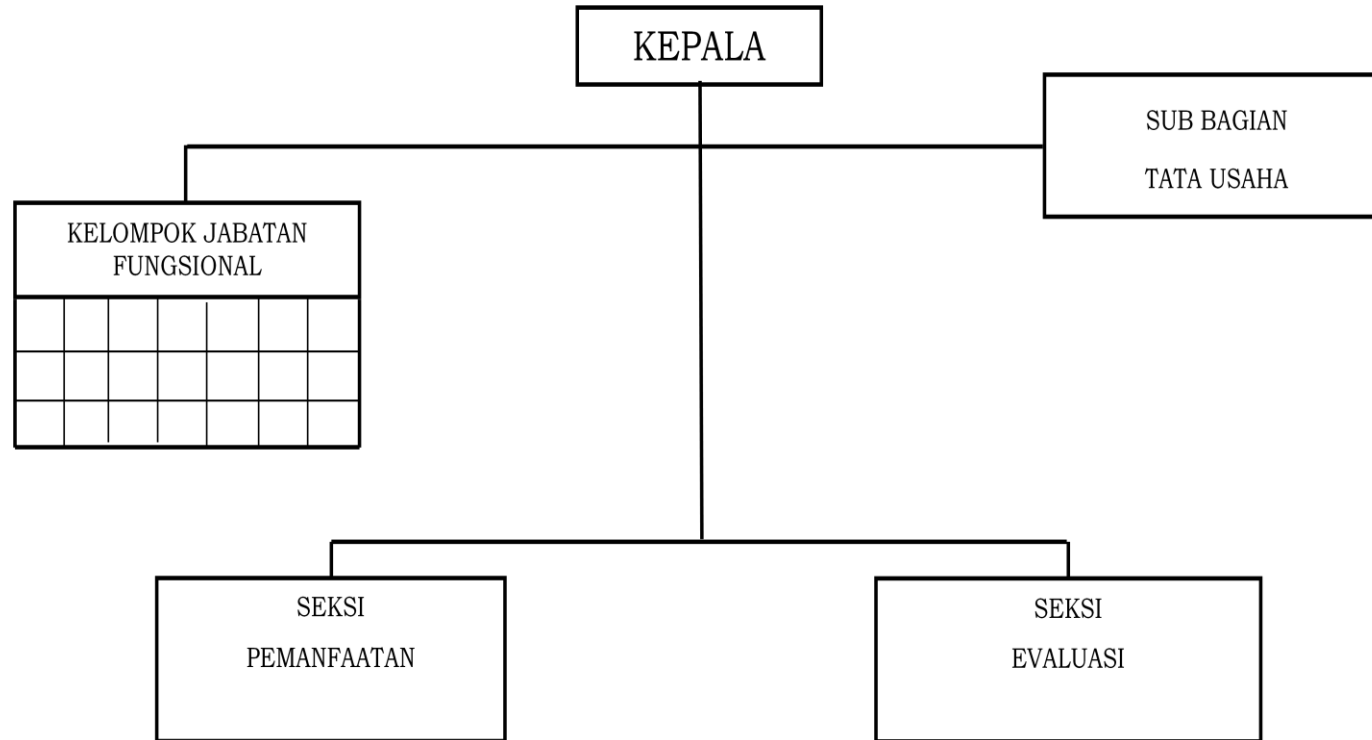 KEPALA
SUB BAGIAN
TATA USAHA
KELOMPOK JABATAN
FUNGSIONAL
SEKSI
PEMANFAATAN
SEKSI
EVALUASI